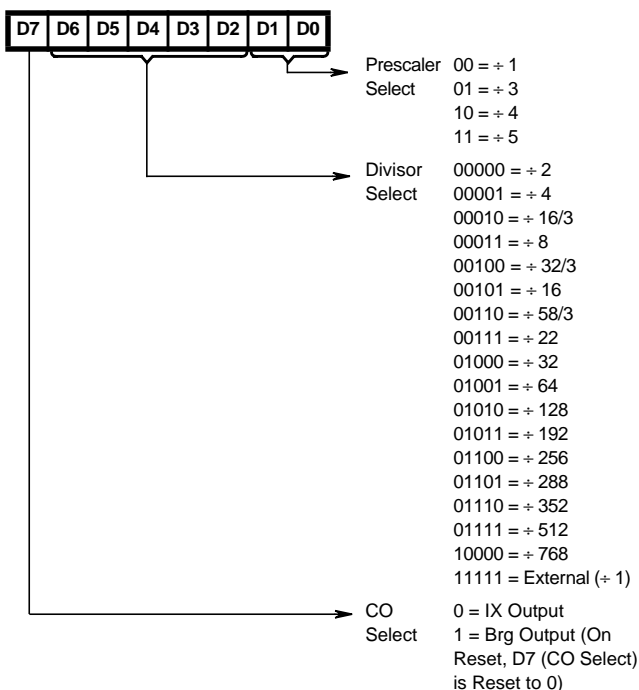 D7 D6 D5 D4 D3 D2 D1 D0
Prescaler 00 = ÷ 1
Select 01 = ÷ 3
10 = ÷ 4
11 = ÷ 5
Divisor 00000 = ÷ 2
Select 00001 = ÷ 4
00010 = ÷ 16/3
00011 = ÷ 8
00100 = ÷ 32/3
00101 = ÷ 16
00110 = ÷ 58/3
00111 = ÷ 22
01000 = ÷ 32
01001 = ÷ 64
01010 = ÷ 128
01011 = ÷ 192
01100 = ÷ 256
01101 = ÷ 288
01110 = ÷ 352
01111 = ÷ 512
10000 = ÷ 768
11111 = External (÷ 1)
CO 0 = IX Output
Select 1 = Brg Output (On
Reset, D7 (CO Select)
is Reset to 0)